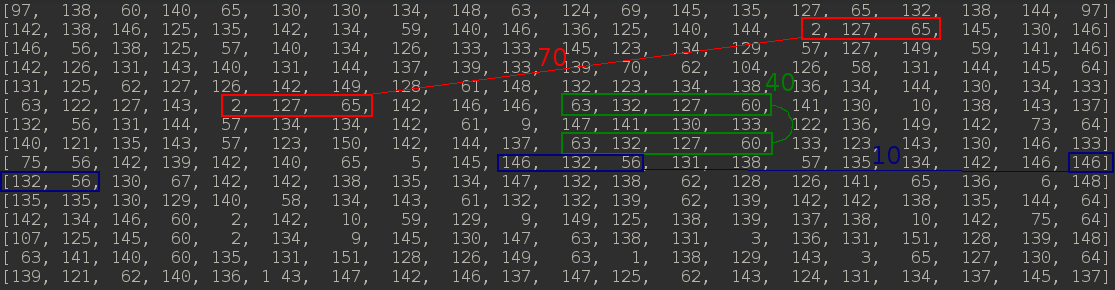 [97, 138, 60, 140, 65, 130, 130, 134, 148, 63, 124, 69, 145, 135, 127, 65, 132, 138, 144, 97]
[142, 138, 146, 125, 135, 142, 134, 59, 140, 146, 136, 125, 140, 144, 2, 127, 65, 145, 130, 146]
[146, 56, 138, 125, 57, 140, 134, 126, 133, 133, 145, 123, 134, 129, 57, 127, 149, 59, 141, 146]
70
[142, 126, 131, 143, 140, 131, 144, 137, 139, 133, 139, 70, 62, 104, 126, 58, 131, 144, 145, 142]
[131, 125, 62, 127, 126, 142, 149, 128, 61, 148, 132, 123, 134, 138, 136, 134, 144, 130, 134, 133]
40
[ 63, 122, 127, 143, 2, 127, 65, 142, 146, 146, 63, 132, 127, 60, 141, 130, 10, 138, 143, 137]
[132, 56, 131, 144, 57, 134, 134, 142, 61, 9, 147, 141, 130, 133, 122, 136, 149, 142, 73, 64]
[140, 121, 135, 143, 57, 123, 150, 142, 144, 137, 63, 132, 127, 60, 133, 123, 143, 130, 146, 133]
10
[ 75, 56, 142, 139, 142, 140, 65, 5, 145, 146, 132, 56, 131, 138, 57, 135, 134, 142, 146, 146]
[132, 56, 130, 67, 142, 142, 138, 135, 134, 147, 132, 138, 62, 128, 126, 141, 65, 136, 6, 148]
[135, 135, 130, 129, 140, 58, 134, 143, 61, 132, 132, 139, 62, 139, 142, 142, 138, 135, 144, 64]
[142, 134, 146, 60, 2, 142, 10, 59, 129, 9, 149, 125, 138, 139, 137, 138, 10, 142, 75, 64]
[107, 125, 145, 60, 2, 134, 9, 145, 130, 147, 63, 138, 131, 3, 136, 131, 151, 128, 139, 148]
[ 63, 141, 140, 60, 135, 131, 151, 128, 126, 149, 63, 1, 138, 129, 143, 3, 65, 127, 130, 64]
[139, 121, 62, 140, 136, 1 43, 147, 142, 146, 137, 147, 125, 62, 140, 143, 124, 131, 134, 145, 137]